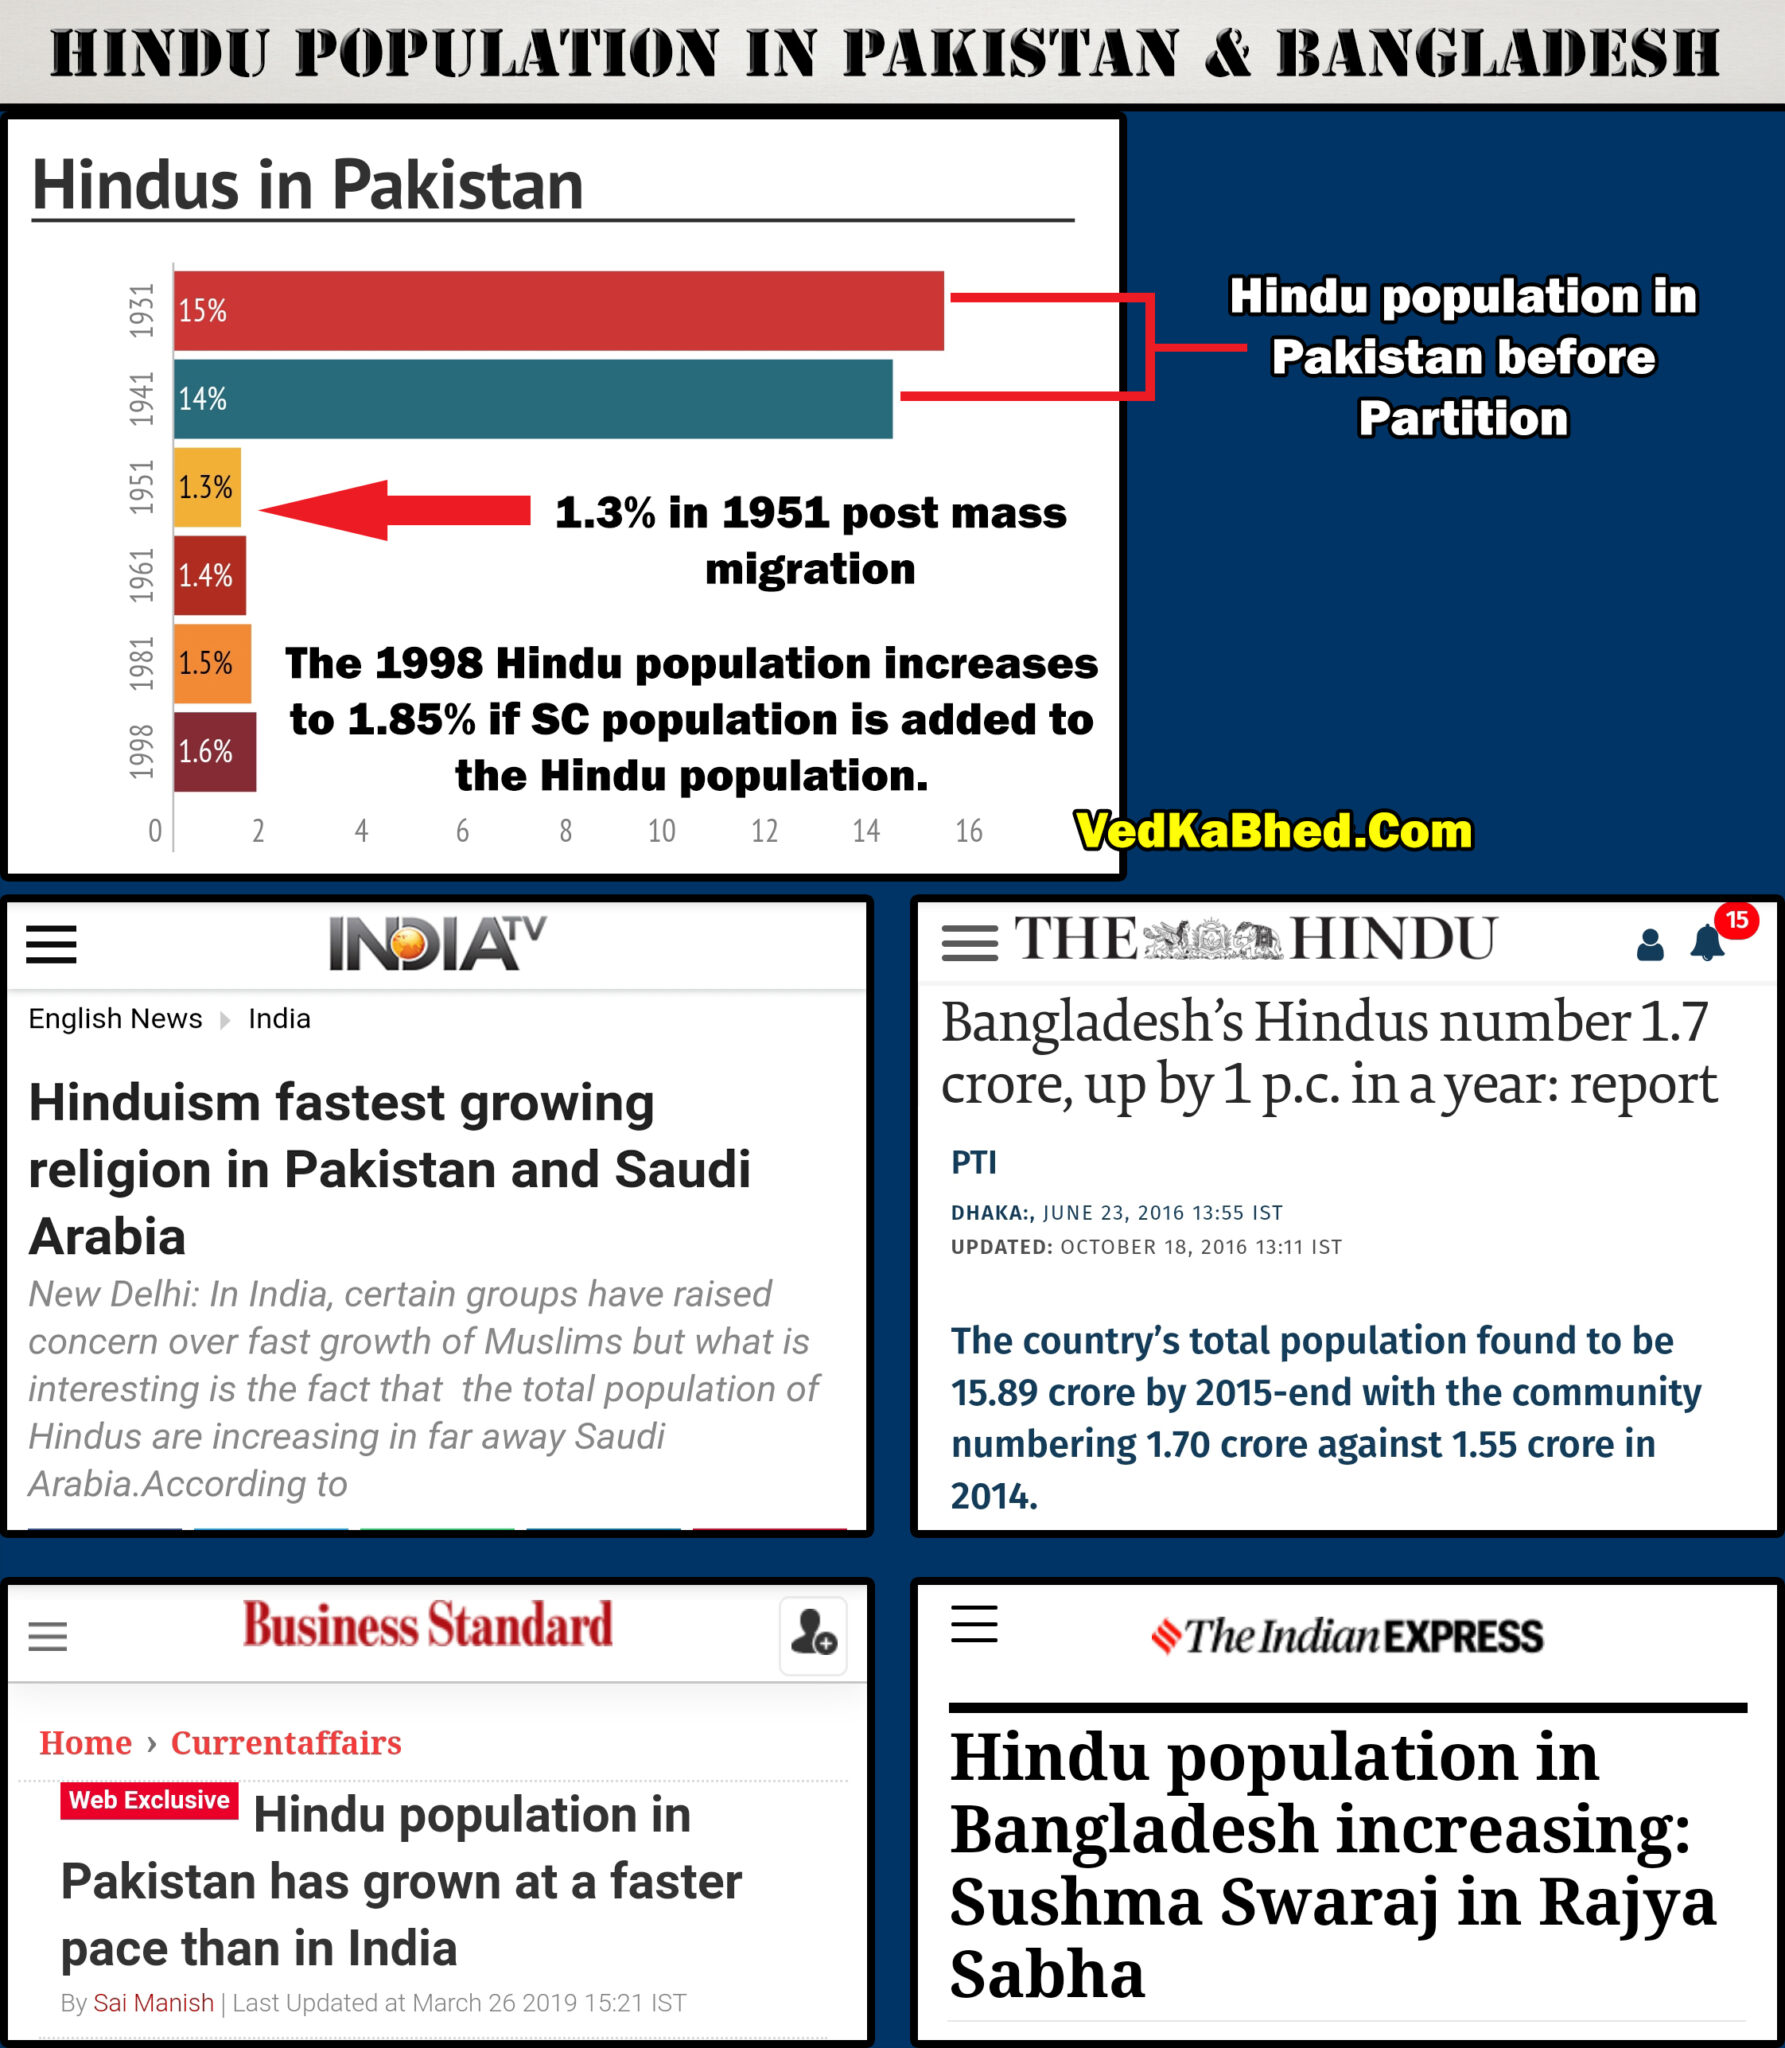 HINDU POPULATION IN PAKISTAN & BANGLADESH
Hindus in Pakistan
1931
15%
1941
14%
1951
1.3%
1961
1.4%
1981
1.5%
1998
1.6%
0 2 4 6 8 10 12 14 16
Hindu population in
Pakistan before
Partition
1.3% in 1951 post mass
migration
The 1998 Hindu population increases
to 1.85% if SC population is added to
the Hindu population.
VedKaBhed.Com
INDIA TV
English News India
Hinduism fastest growing
religion in Pakistan and Saudi
Arabia
New Delhi: In India, certain groups have raised
concern over fast growth of Muslims but what is
interesting is the fact that the total population of
Hindus are increasing in far away Saudi
Arabia.According to
THE HINDU
15
Bangladesh’s Hindus number 1.7
crore, up by 1 p.c. in a year: report
PTI
DHAKA:, JUNE 23, 2016 13:55 IST
UPDATED: OCTOBER 18, 2016 13:11 IST
The country’s total population found to be
15.89 crore by 2015-end with the community
numbering 1.70 crore against 1.55 crore in
2014.
Business Standard
Home › Currentaffairs
Web Exclusive Hindu population in
Pakistan has grown at a faster
pace than in India
By Sai Manish | Last Updated at March 26 2019 15:21 IST
The Indian EXPRESS
Hindu population in
Bangladesh increasing:
Sushma Swaraj in Rajya
Sabha